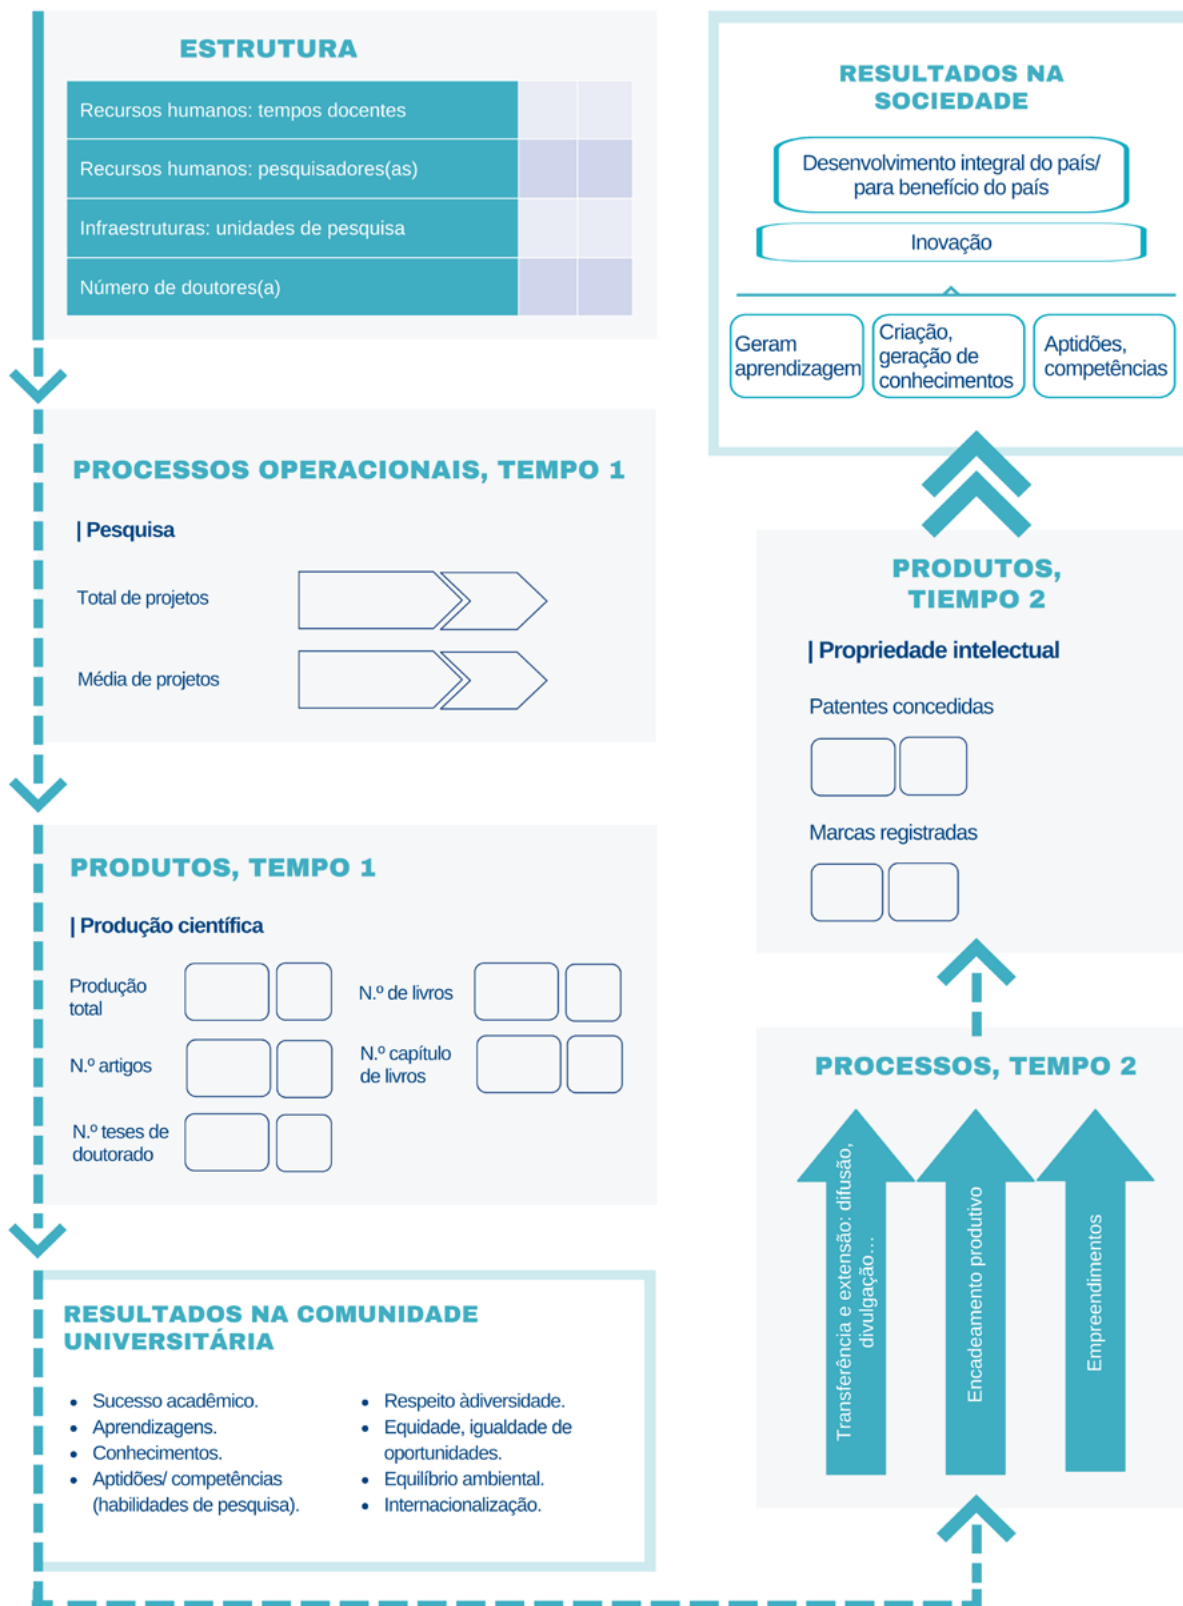 ESTRUTURA
Recursos humanos: tempos docentes
Recursos humanos: pesquisadores(as)
Infraestruturas: unidades de pesquisa
Número de doutores(a)
PROCESSOS OPERACIONAIS, TEMPO 1
| Pesquisa
Total de projetos
Média de projetos
PRODUTOS, TEMPO 1
| Produção científica
Produção
total
N.º de livros
N.º artigos
N.º capítulo
de livros
N.º teses de
doutorado
RESULTADOS NA COMUNIDADE
UNIVERSITÁRIA
• Sucesso acadêmico.
• Aprendizagens.
• Conhecimentos.
• Aptidões/ competências
(habilidades de pesquisa).
• Respeito àdiversidade.
• Equidade, igualdade de
oportunidades.
• Equilíbrio ambiental.
• Internacionalização.
PROCESSOS, TEMPO 2
Transferência e extensão: difusão,
divulgação...
Encadeamento produtivo
Empreendimentos
PRODUTOS,
TIEMPO 2
| Propriedade intelectual
Patentes concedidas
Marcas registradas
RESULTADOS NA
SOCIEDADE
Desenvolvimento integral do país/
para benefício do país
Inovação
Geram
aprendizagem
Criação,
geração de
conhecimentos
Aptidões,
competências